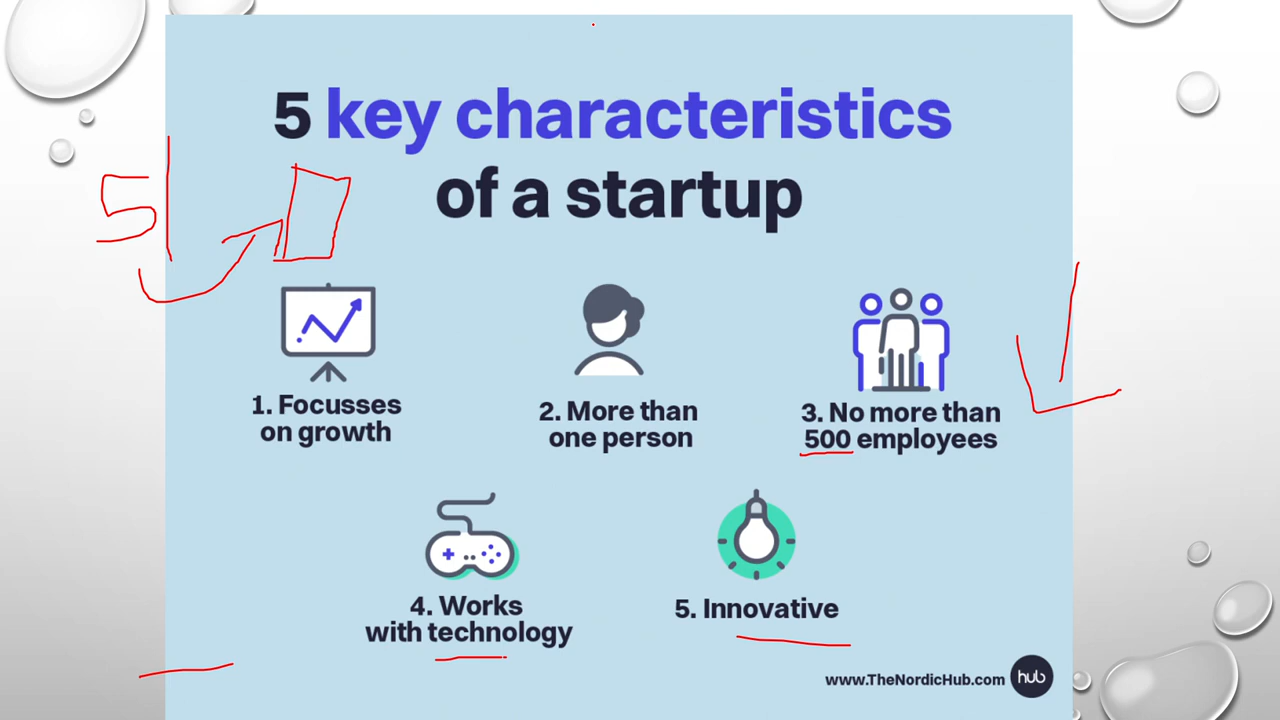 5 key characteristics
of a startup
5
1. Focusses
on growth
2. More than
one person
3. No more than
500 employees
4. Works
with technology
5. Innovative
www.TheNordicHub.com
hub